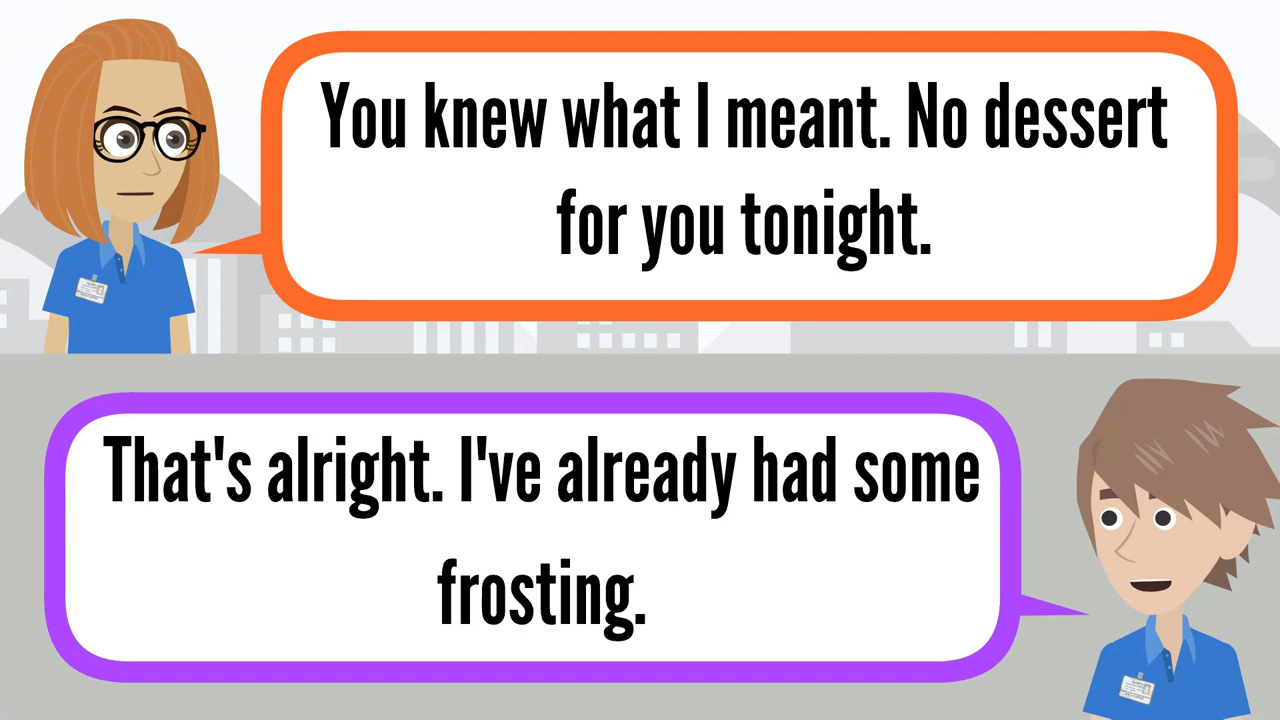 You knew what I meant. No dessert
for you tonight.
That's alright. I've already had some
frosting.